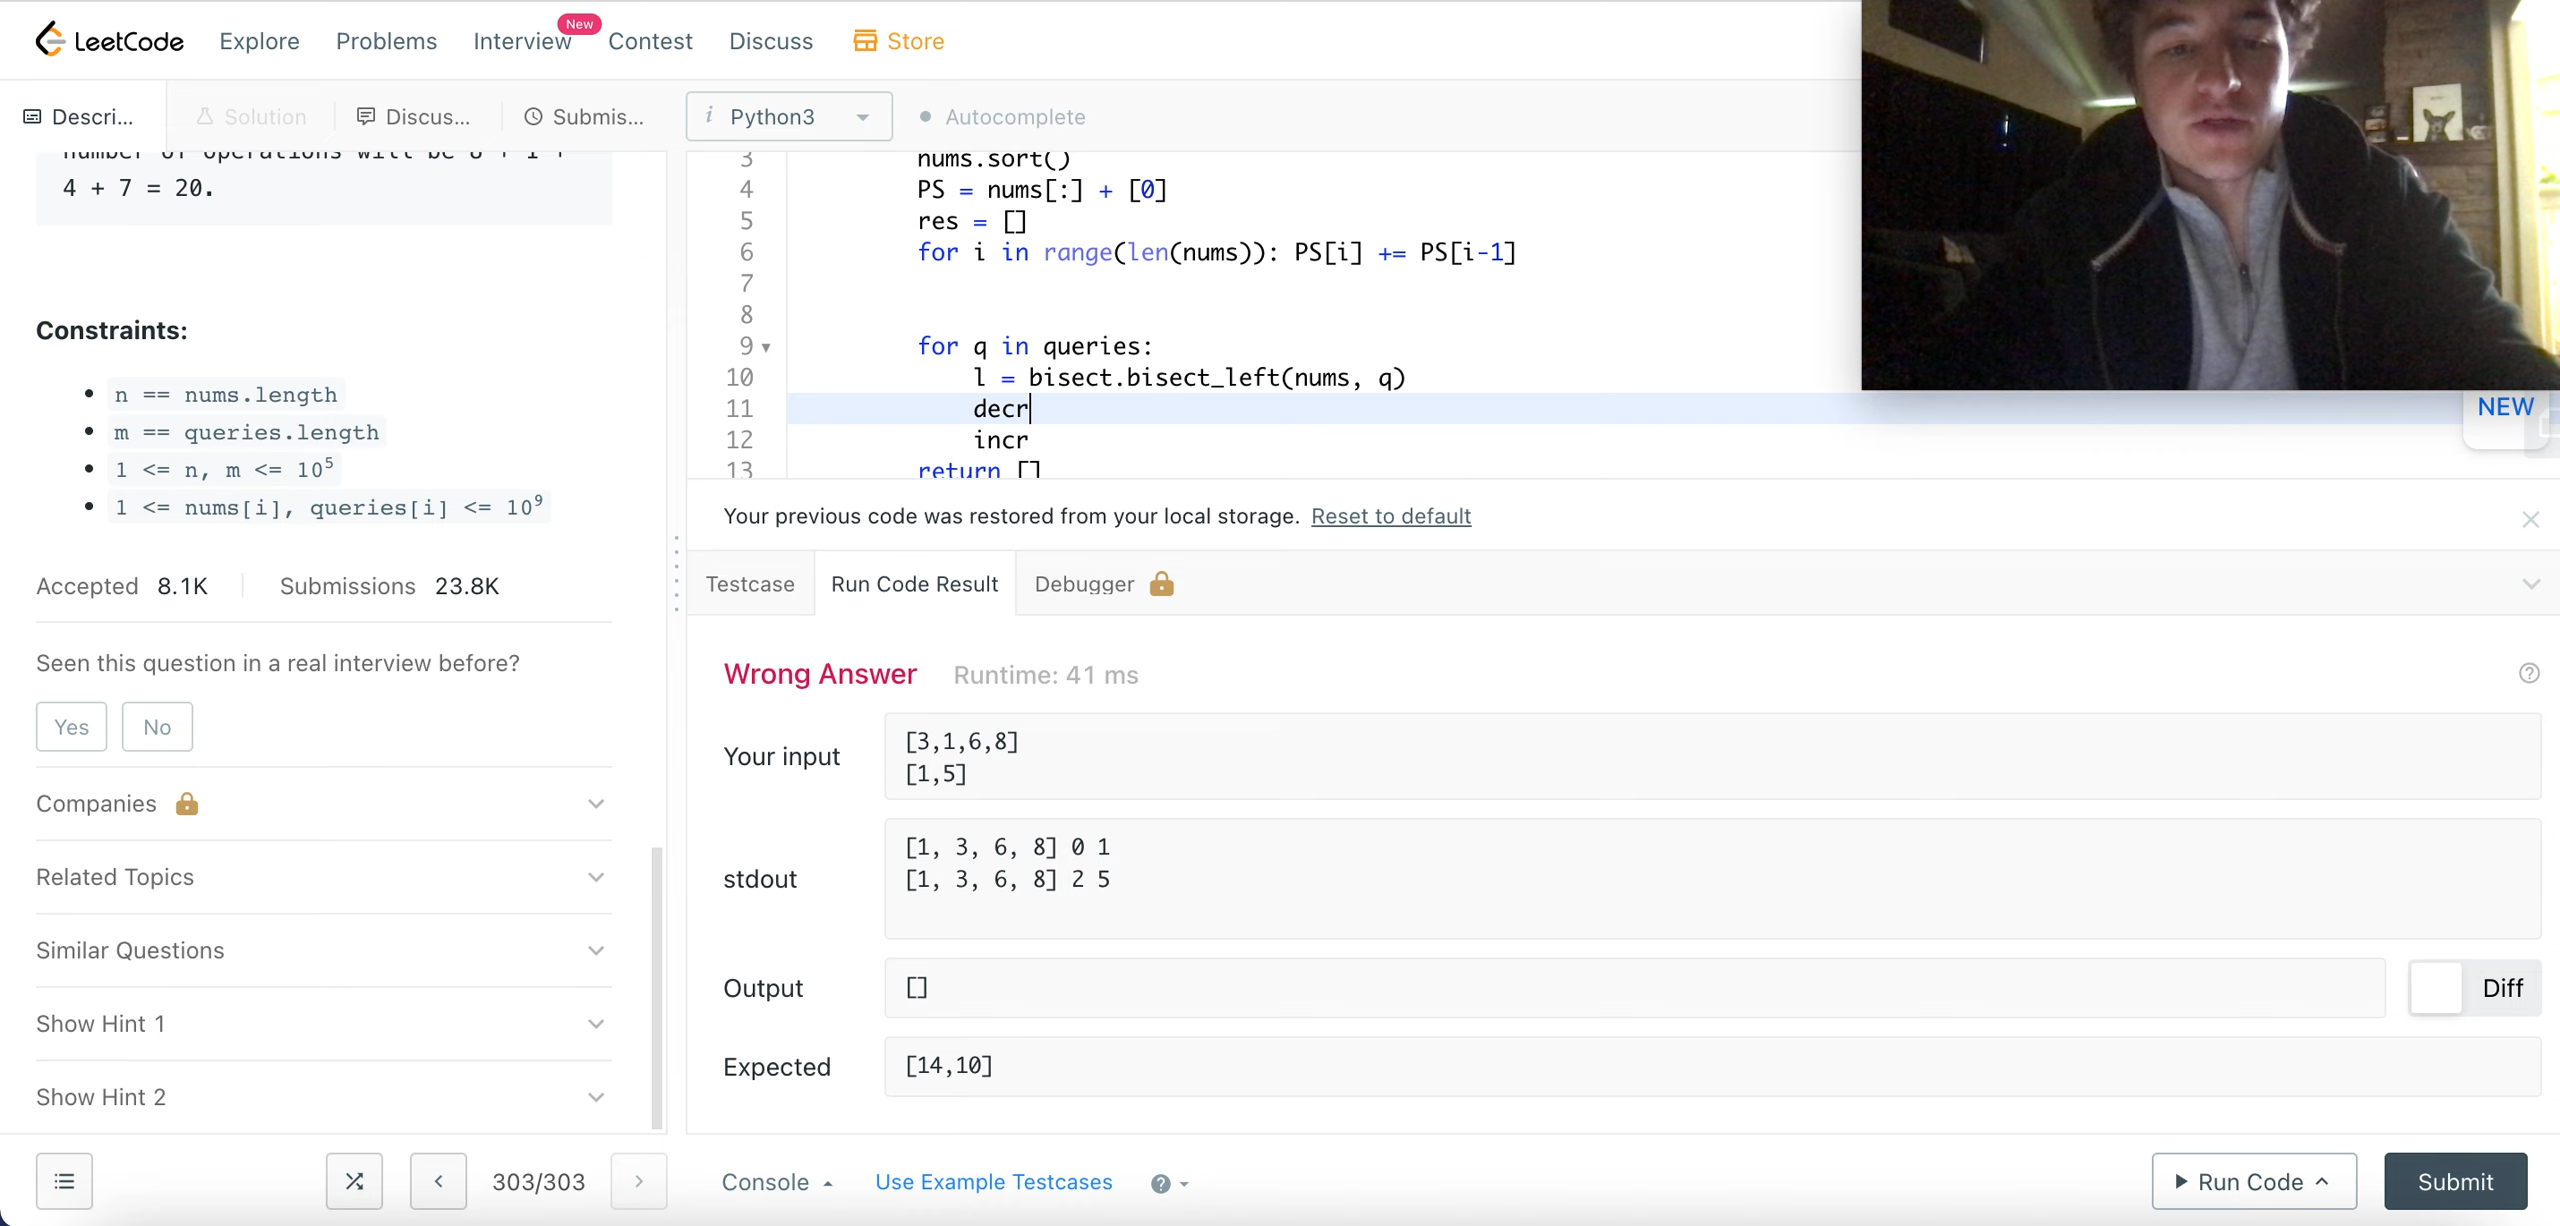 LeetCode
Explore
Problems
Interview
New
Contest
Discuss
Store
Descri...
Solution
Discus...
Submis...
i Python3
Autocomplete
number of operations will be 8 + 1 +
4 + 7 = 20.
Constraints:
n == nums.length
m == queries.length
1 <= n, m <= 10^5
1 <= nums[i], queries[i] <= 10^9
Accepted 8.1K
Submissions 23.8K
Seen this question in a real interview before?
Yes
No
Companies
Related Topics
Similar Questions
Show Hint 1
Show Hint 2
303/303
3 nums.sort()
4 PS = nums[:] + [0]
5 res = []
6 for i in range(len(nums)): PS[i] += PS[i-1]
7
8
9 for q in queries:
10 l = bisect.bisect_left(nums, q)
11 decr
12 incr
13 return []
NEW
Your previous code was restored from your local storage. Reset to default
Testcase
Run Code Result
Debugger
Wrong Answer
Runtime: 41 ms
Your input
[3,1,6,8]
[1,5]
stdout
[1, 3, 6, 8] 0 1
[1, 3, 6, 8] 2 5
Output
[]
Diff
Expected
[14,10]
Console
Use Example Testcases
Run Code
Submit